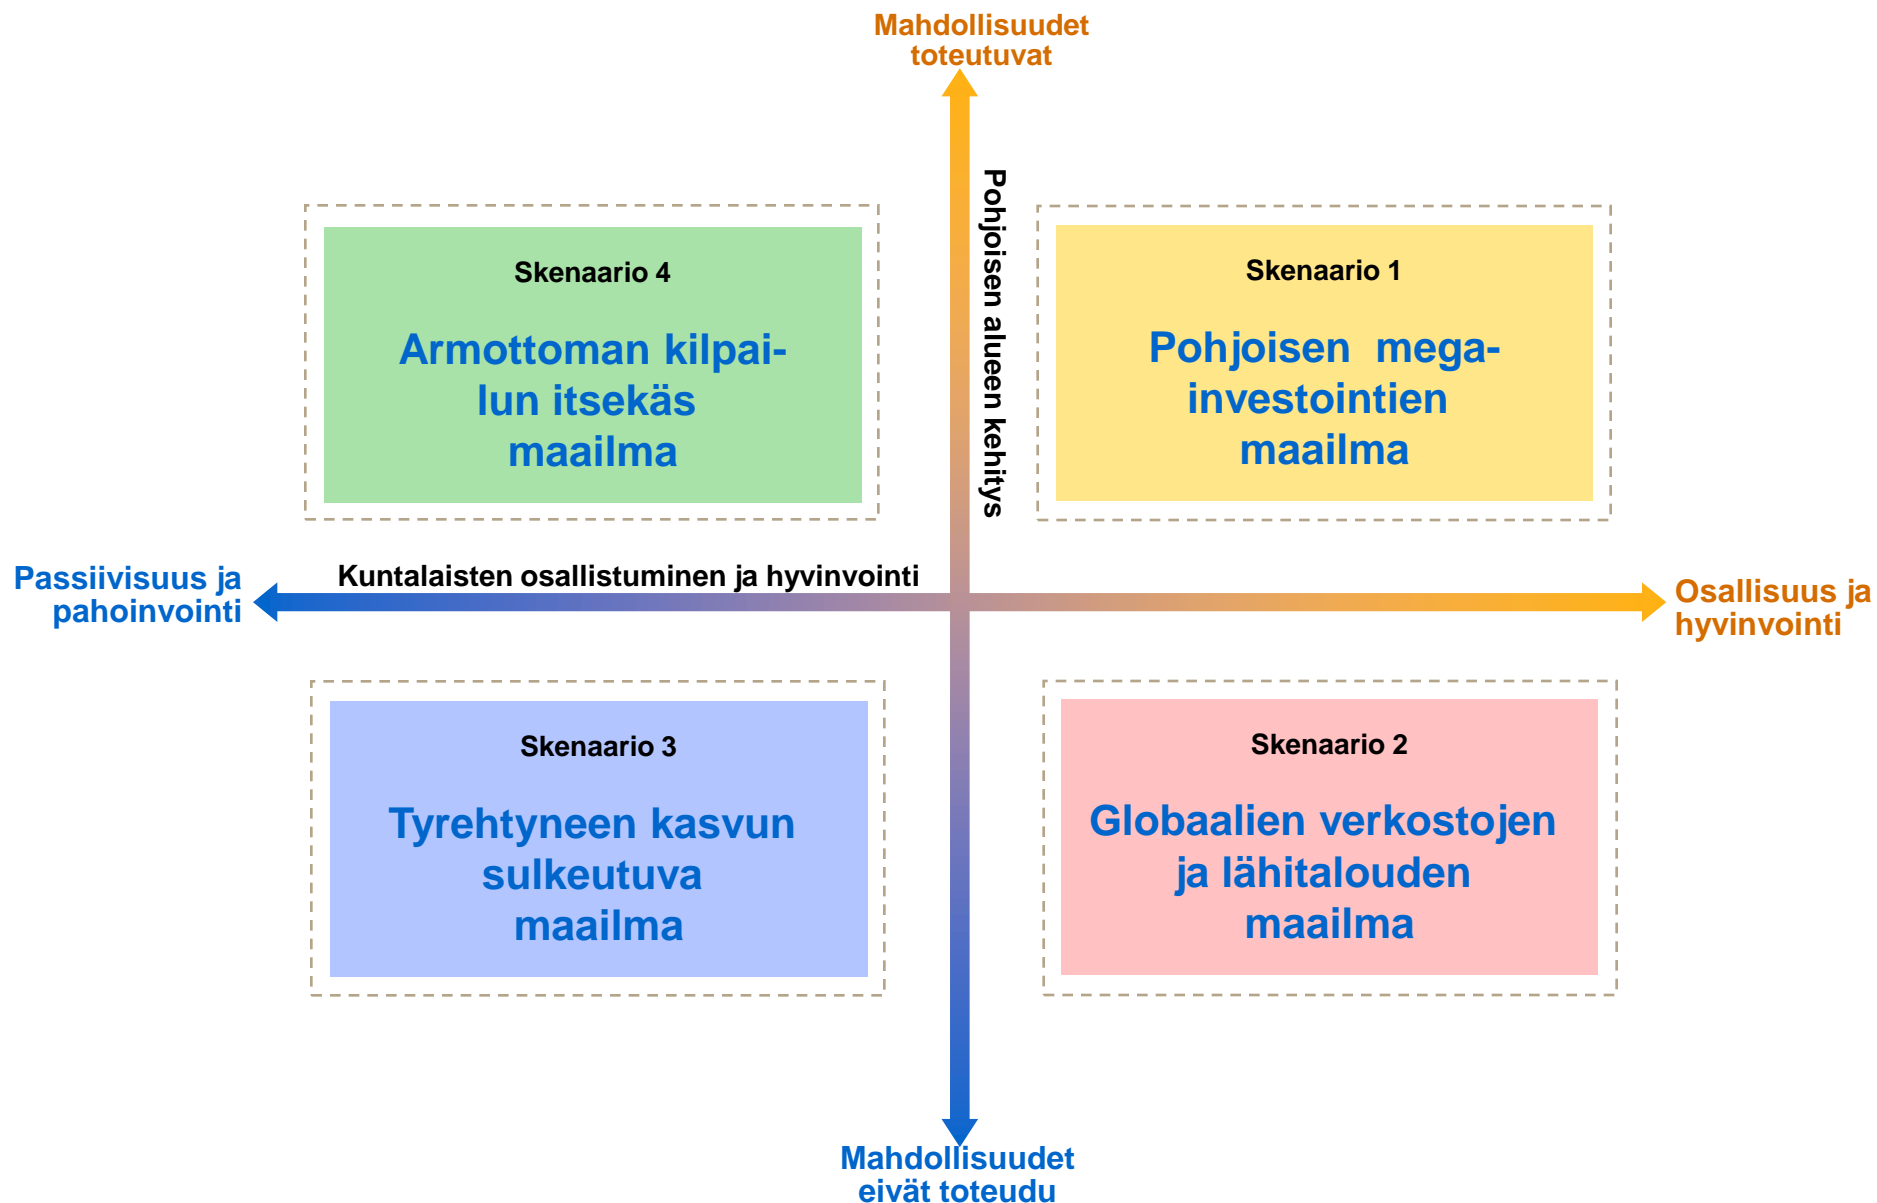 Mahdollisuudet
toteutuvat
Pohjoisen alueen kehitys
Skenaario 4
Armottoman kilpai-
lun itsekäs
maailma
Skenaario 1
Pohjoisen mega-
investointien
maailma
Passiivisuus ja
pahoinvointi
Kuntalaisten osallistuminen ja hyvinvointi
Osallisuus ja
hyvinvointi
Skenaario 3
Tyrehtyneen kasvun
sulkeutuva
maailma
Skenaario 2
Globaalien verkostojen
ja lähitalouden
maailma
Mahdollisuudet
eivät toteudu